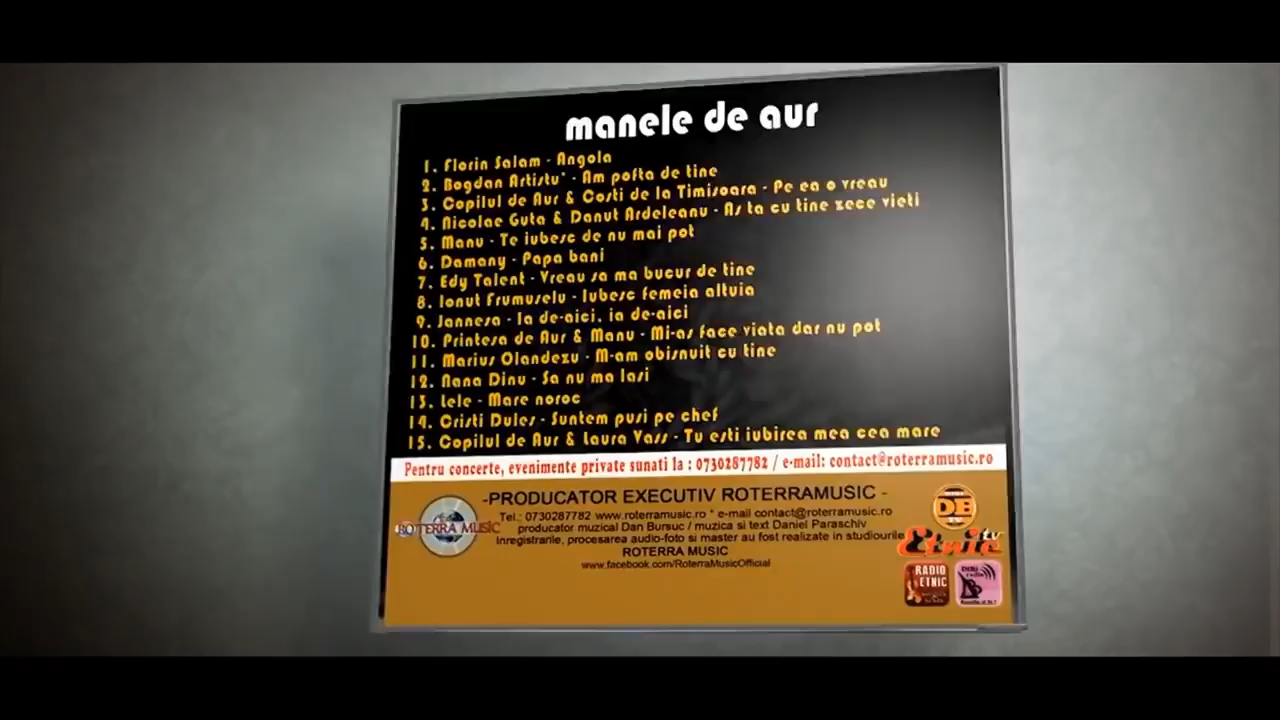 manele de aur
1. Florin Salam - Angola
2. Bogdan Artistu' - Am pofta de tine
3. Copilul de Aur & Costi de la Timisoara - Pe ea o vreau
4. Nicolae Guta & Danut Ardeleanu - As ta cu tine zece vieti
5. Manu - Te iubesc de nu mai pot
6. Damany - Papa bani
7. Edy Talent - Vreau sa ma bucur de tine
8. Ionut Frumuselu - Iubesc femeia altuia
9. Jannesa - Ia de-aici, ia de-aici
10. Printesa de Aur & Manu - Mi-as face viata dar nu pot
11. Marius Olandezu - M-am obisnuit cu tine
12. Nana Dinu - Sa nu ma lasi
13. Lele - Mare noroc
14. Cristi Dules - Suntem pusi pe chef
15. Copilul de Aur & Laura Vass - Tu esti iubirea mea cea mare
Pentru concerte, evenimente private sunati la : 0730287782 / e-mail: contact@roterramusic.ro
-PRODUCATOR EXECUTIV ROTERRAMUSIC -
Tel.: 0730287782 www.roterramusic.ro * e-mail contact@roterramusic.ro
producator muzical Dan Bursuc / muzica si text Daniel Paraschiv
Inregistrarile, procesarea audio-foto si master au fost realizate in studiourile
ROTERRA MUSIC
www.facebook.com/RoterraMusicOfficial
ROTERRA MUSIC
DB
TV
Etnic tv
RADIO
ETNIC